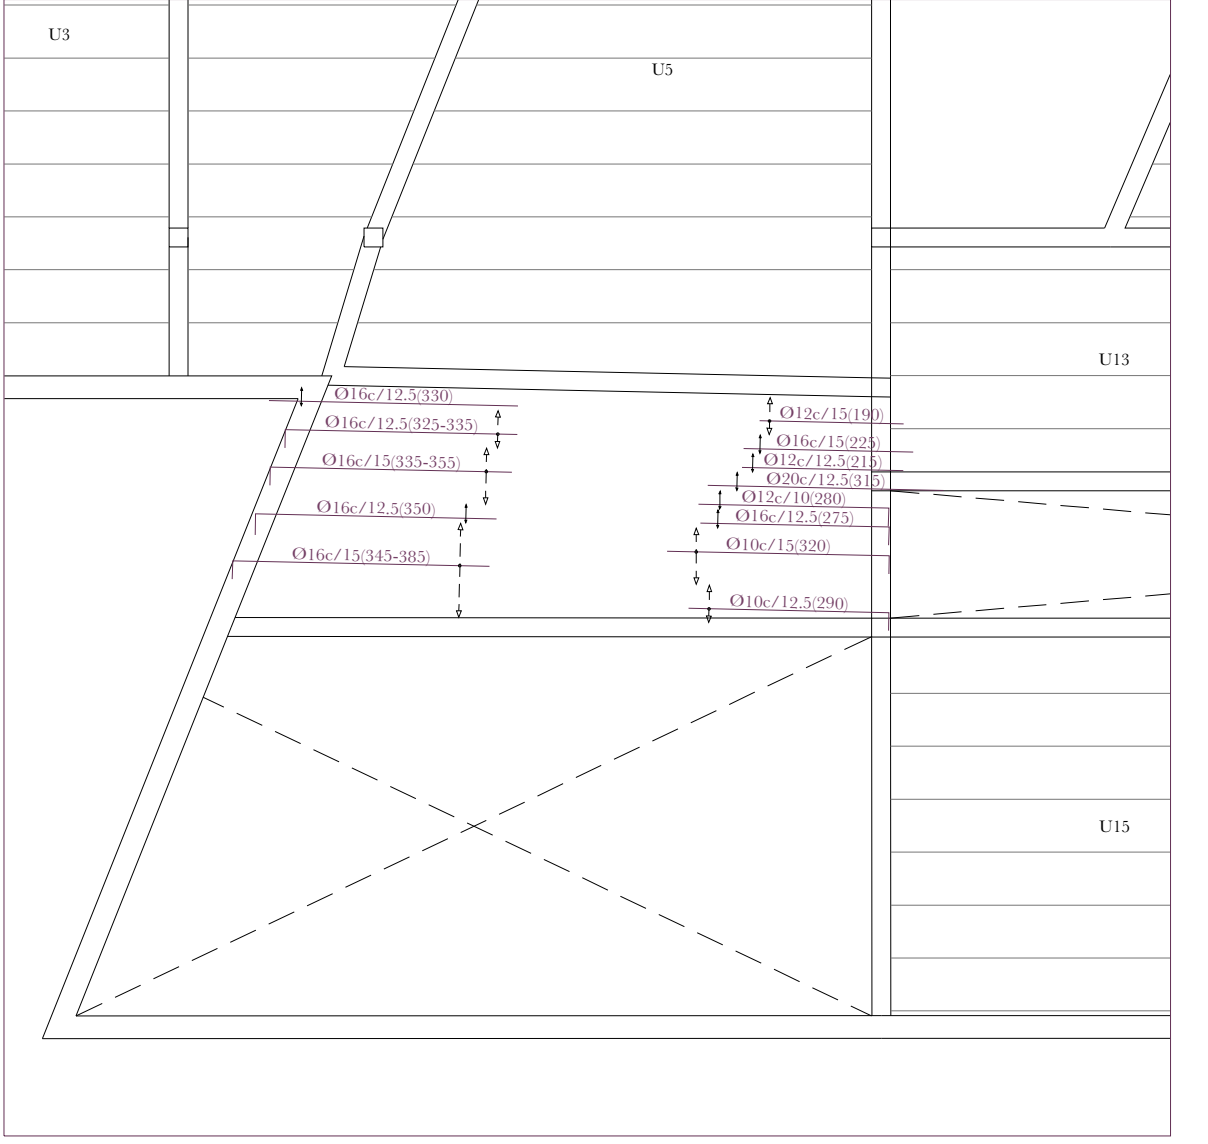 U3
U5
U13
Ø16c/12.5(330)
Ø16c/12.5(325-335)
Ø16c/15(335-355)
Ø16c/12.5(350)
Ø16c/15(345-385)
Ø12c/15(190)
Ø16c/15(225)
Ø12c/12.5(215)
Ø20c/12.5(315)
Ø12c/10(280)
Ø16c/12.5(275)
Ø10c/15(320)
Ø10c/12.5(290)
U15